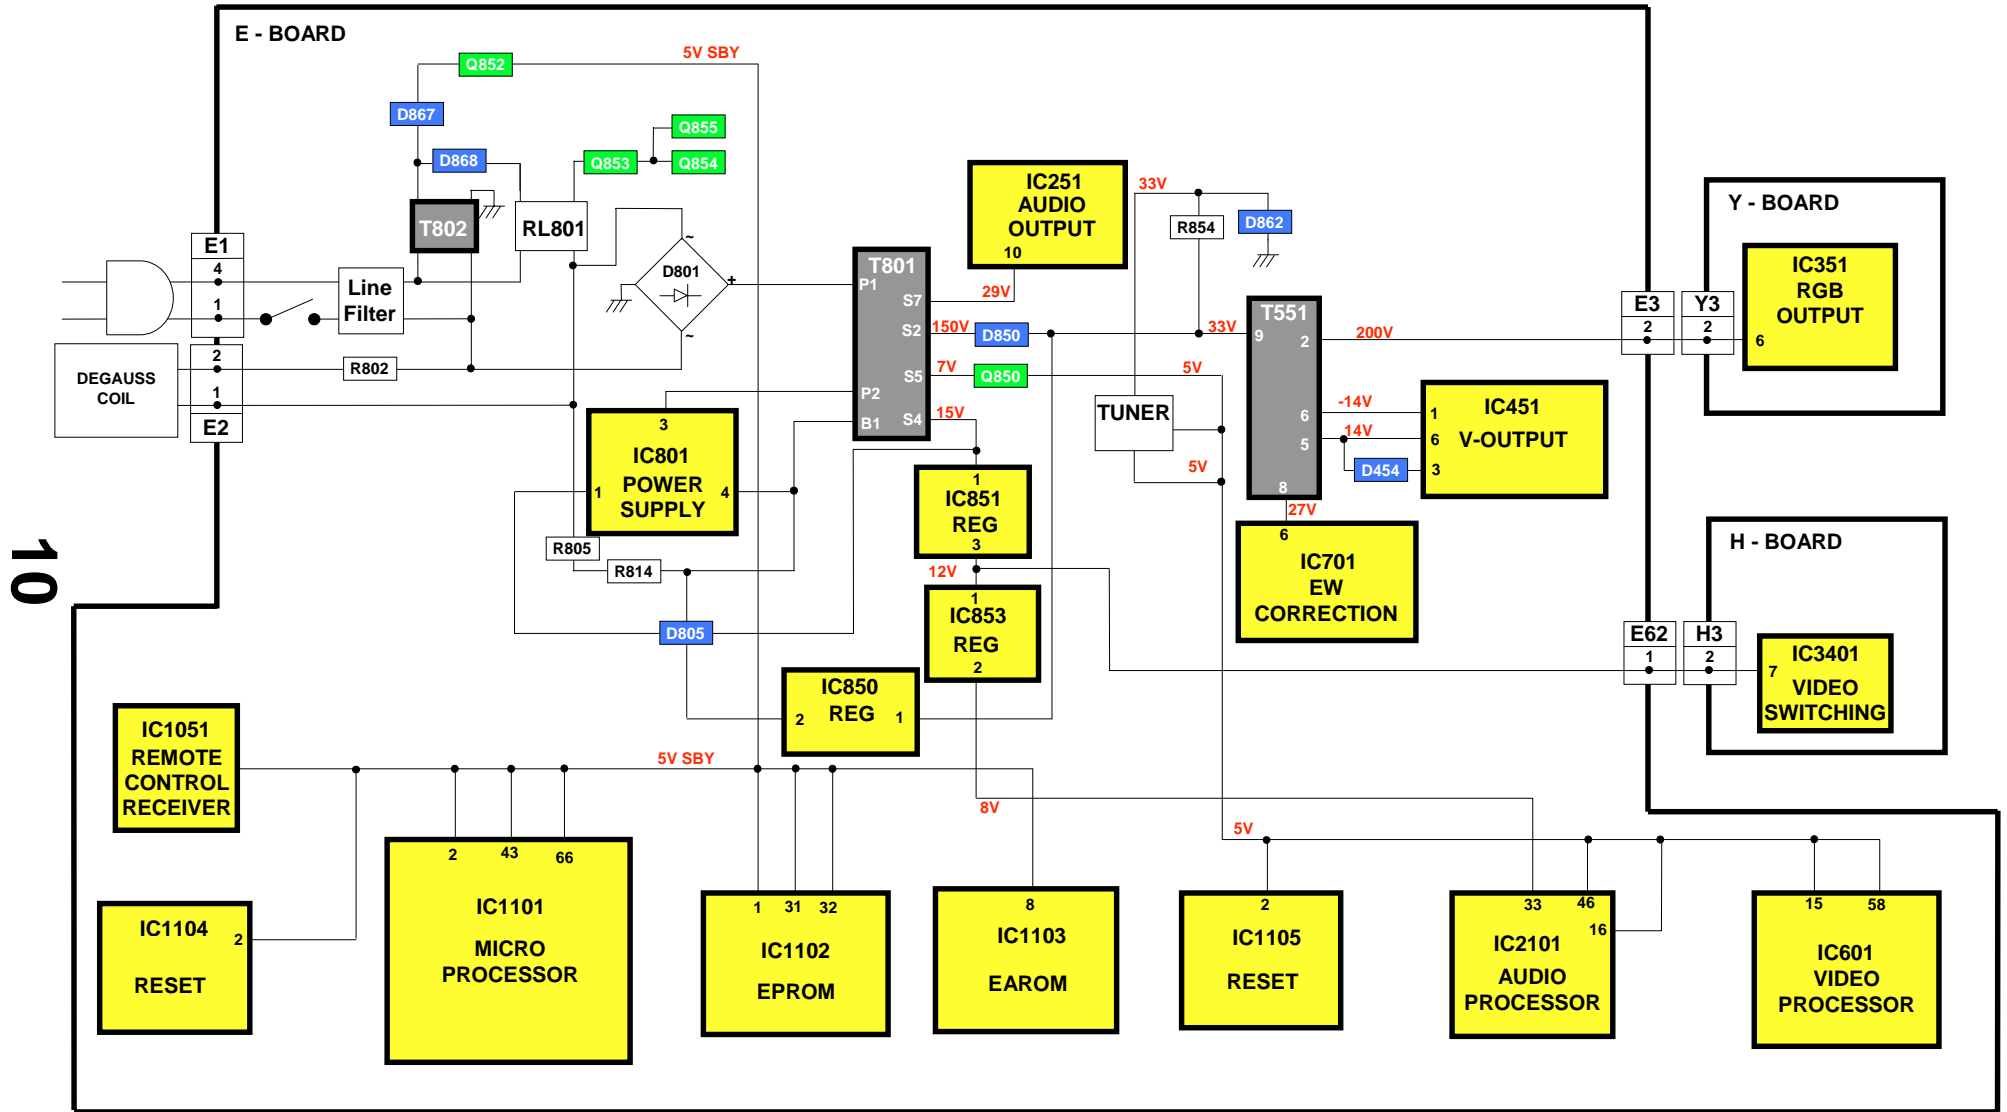 E - BOARD
5V SBY
Q852
D867
Q855
D868
Q853
Q854
T802
RL801
E1
4
1
Line
Filter
DEGAUSS
COIL
2
1
E2
R802
~
D801
+
~
T801
P1
S7
S2
S5
P2
S4
B1
29V
150V
7V
15V
D850
Q850
IC251
AUDIO
OUTPUT
10
33V
R854
D862
33V
5V
TUNER
5V
T551
9
2
6
5
8
200V
-14V
14V
27V
D454
1
6
3
IC451
V-OUTPUT
E3
2
Y3
2
Y - BOARD
IC351
RGB
OUTPUT
6
3
IC801
POWER
SUPPLY
1
4
R805
R814
D805
1
IC851
REG
3
12V
1
IC853
REG
2
IC850
REG
2
1
6
IC701
EW
CORRECTION
H - BOARD
E62
1
H3
2
IC3401
7
VIDEO
SWITCHING
10
IC1051
REMOTE
CONTROL
RECEIVER
5V SBY
8V
5V
2
43
66
IC1101
MICRO
PROCESSOR
IC1104
2
RESET
1
31
32
IC1102
EPROM
8
IC1103
EAROM
2
IC1105
RESET
33
46
16
IC2101
AUDIO
PROCESSOR
15
58
IC601
VIDEO
PROCESSOR